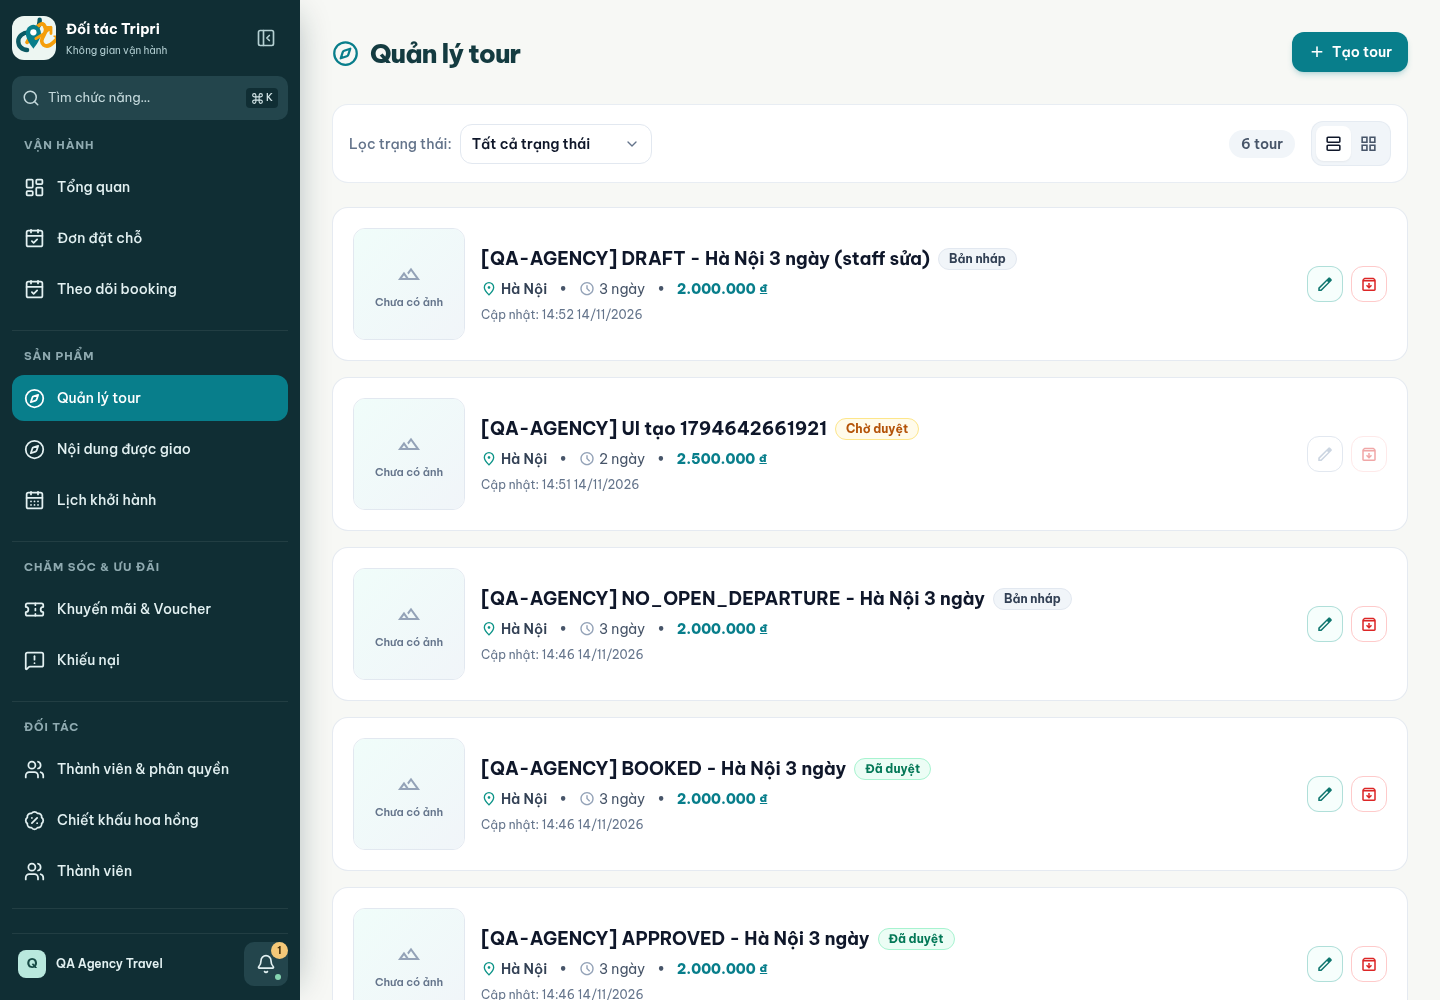 Đối tác Tripri
Không gian vận hành
Tìm chức năng...
⌘K
VẬN HÀNH
Tổng quan
Đơn đặt chỗ
Theo dõi booking
SẢN PHẨM
Quản lý tour
Nội dung được giao
Lịch khởi hành
CHĂM SÓC & ƯU ĐÃI
Khuyến mãi & Voucher
Khiếu nại
ĐỐI TÁC
Thành viên & phân quyền
Chiết khấu hoa hồng
Thành viên
Q
QA Agency Travel
1
Quản lý tour
+ Tạo tour
Lọc trạng thái:
Tất cả trạng thái
6 tour
Chưa có ảnh
[QA-AGENCY] DRAFT - Hà Nội 3 ngày (staff sửa)
Bản nháp
Hà Nội • 3 ngày • 2.000.000 ₫
Cập nhật: 14:52 14/11/2026
Chưa có ảnh
[QA-AGENCY] UI tạo 1794642661921
Chờ duyệt
Hà Nội • 2 ngày • 2.500.000 ₫
Cập nhật: 14:51 14/11/2026
Chưa có ảnh
[QA-AGENCY] NO_OPEN_DEPARTURE - Hà Nội 3 ngày
Bản nháp
Hà Nội • 3 ngày • 2.000.000 ₫
Cập nhật: 14:46 14/11/2026
Chưa có ảnh
[QA-AGENCY] BOOKED - Hà Nội 3 ngày
Đã duyệt
Hà Nội • 3 ngày • 2.000.000 ₫
Cập nhật: 14:46 14/11/2026
Chưa có ảnh
[QA-AGENCY] APPROVED - Hà Nội 3 ngày
Đã duyệt
Hà Nội • 3 ngày • 2.000.000 ₫
Cập nhật: 14:46 14/11/2026